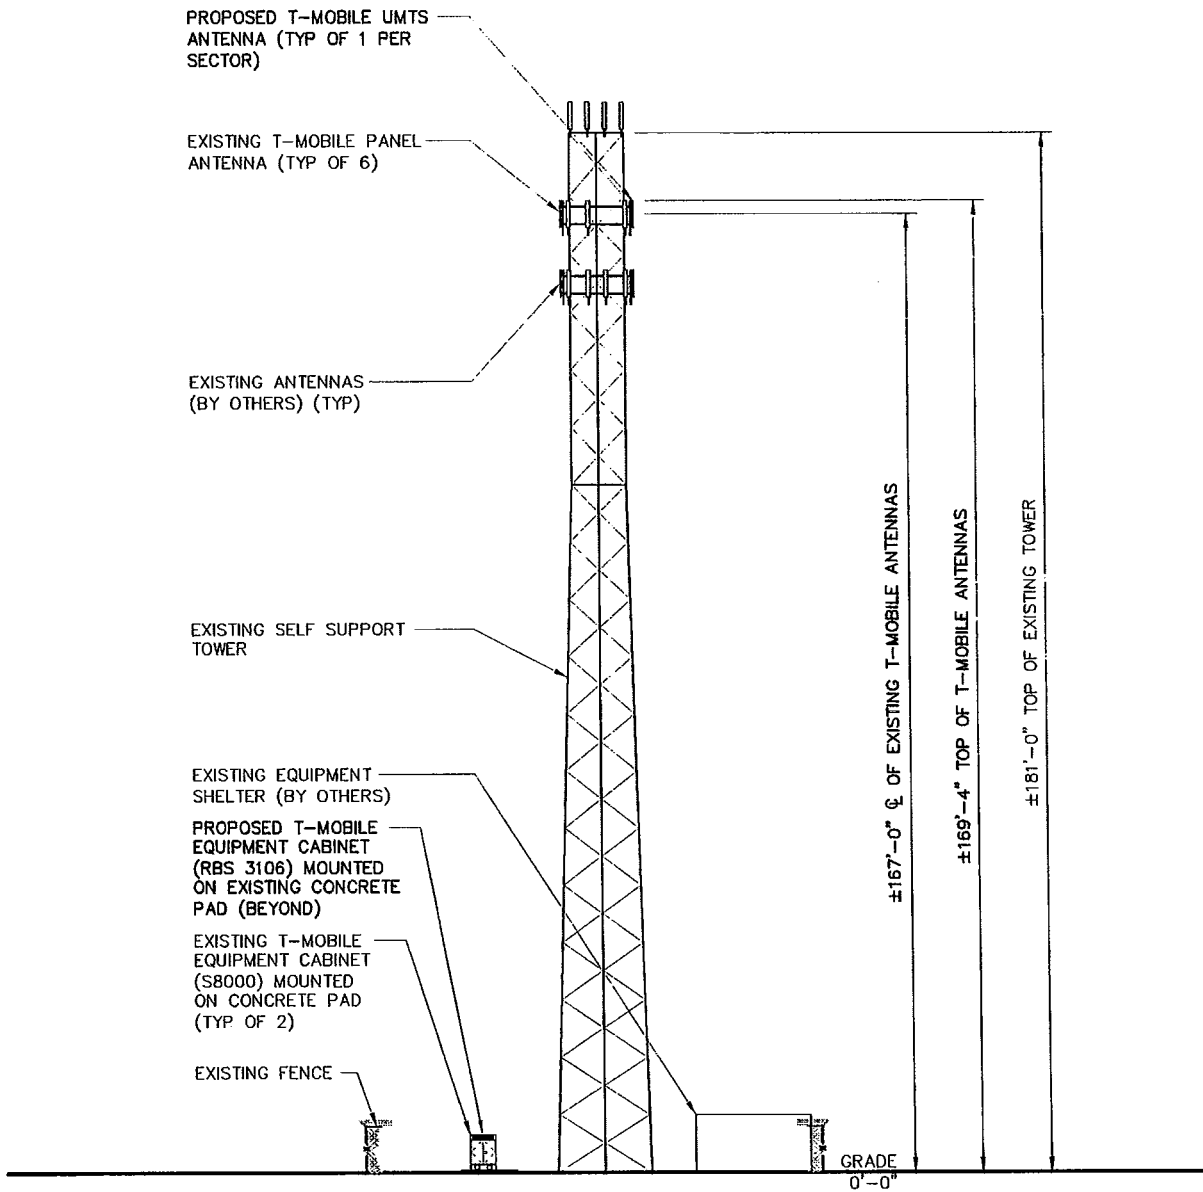 PROPOSED T-MOBILE UMTS
ANTENNA (TYP OF 1 PER
SECTOR)
EXISTING T-MOBILE PANEL
ANTENNA (TYP OF 6)
EXISTING ANTENNAS
(BY OTHERS) (TYP)
EXISTING SELF SUPPORT
TOWER
EXISTING EQUIPMENT
SHELTER (BY OTHERS)
PROPOSED T-MOBILE
EQUIPMENT CABINET
(RBS 3106) MOUNTED
ON EXISTING CONCRETE
PAD (BEYOND)
EXISTING T-MOBILE
EQUIPMENT CABINET
(S8000) MOUNTED
ON CONCRETE PAD
(TYP OF 2)
EXISTING FENCE
±167'-0" ℄ OF EXISTING T-MOBILE ANTENNAS
±169'-4" TOP OF T-MOBILE ANTENNAS
±181'-0" TOP OF EXISTING TOWER
GRADE
0'-0"